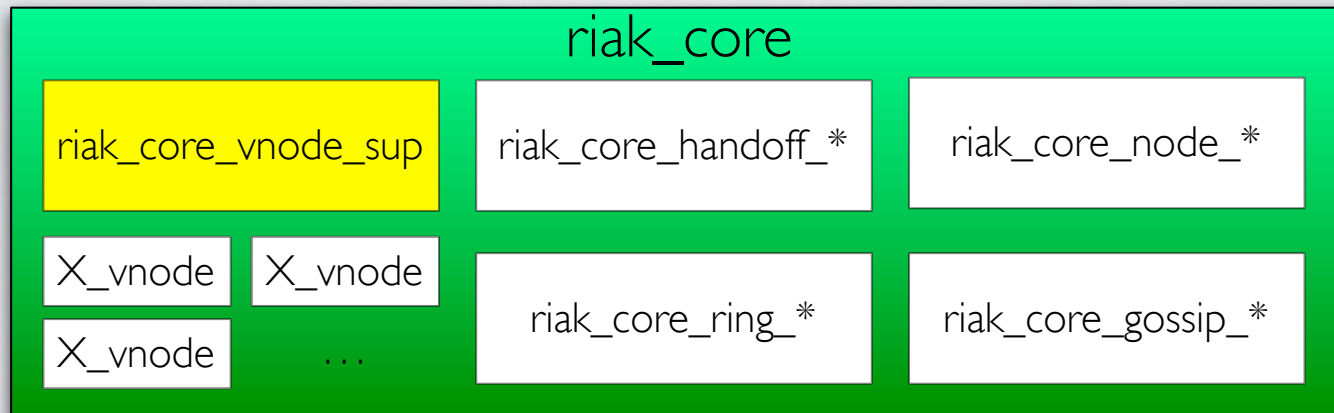 riak_core
riak_core_vnode_sup
riak_core_handoff_*
riak_core_node_*
X_vnode
X_vnode
X_vnode
...
riak_core_ring_*
riak_core_gossip_*